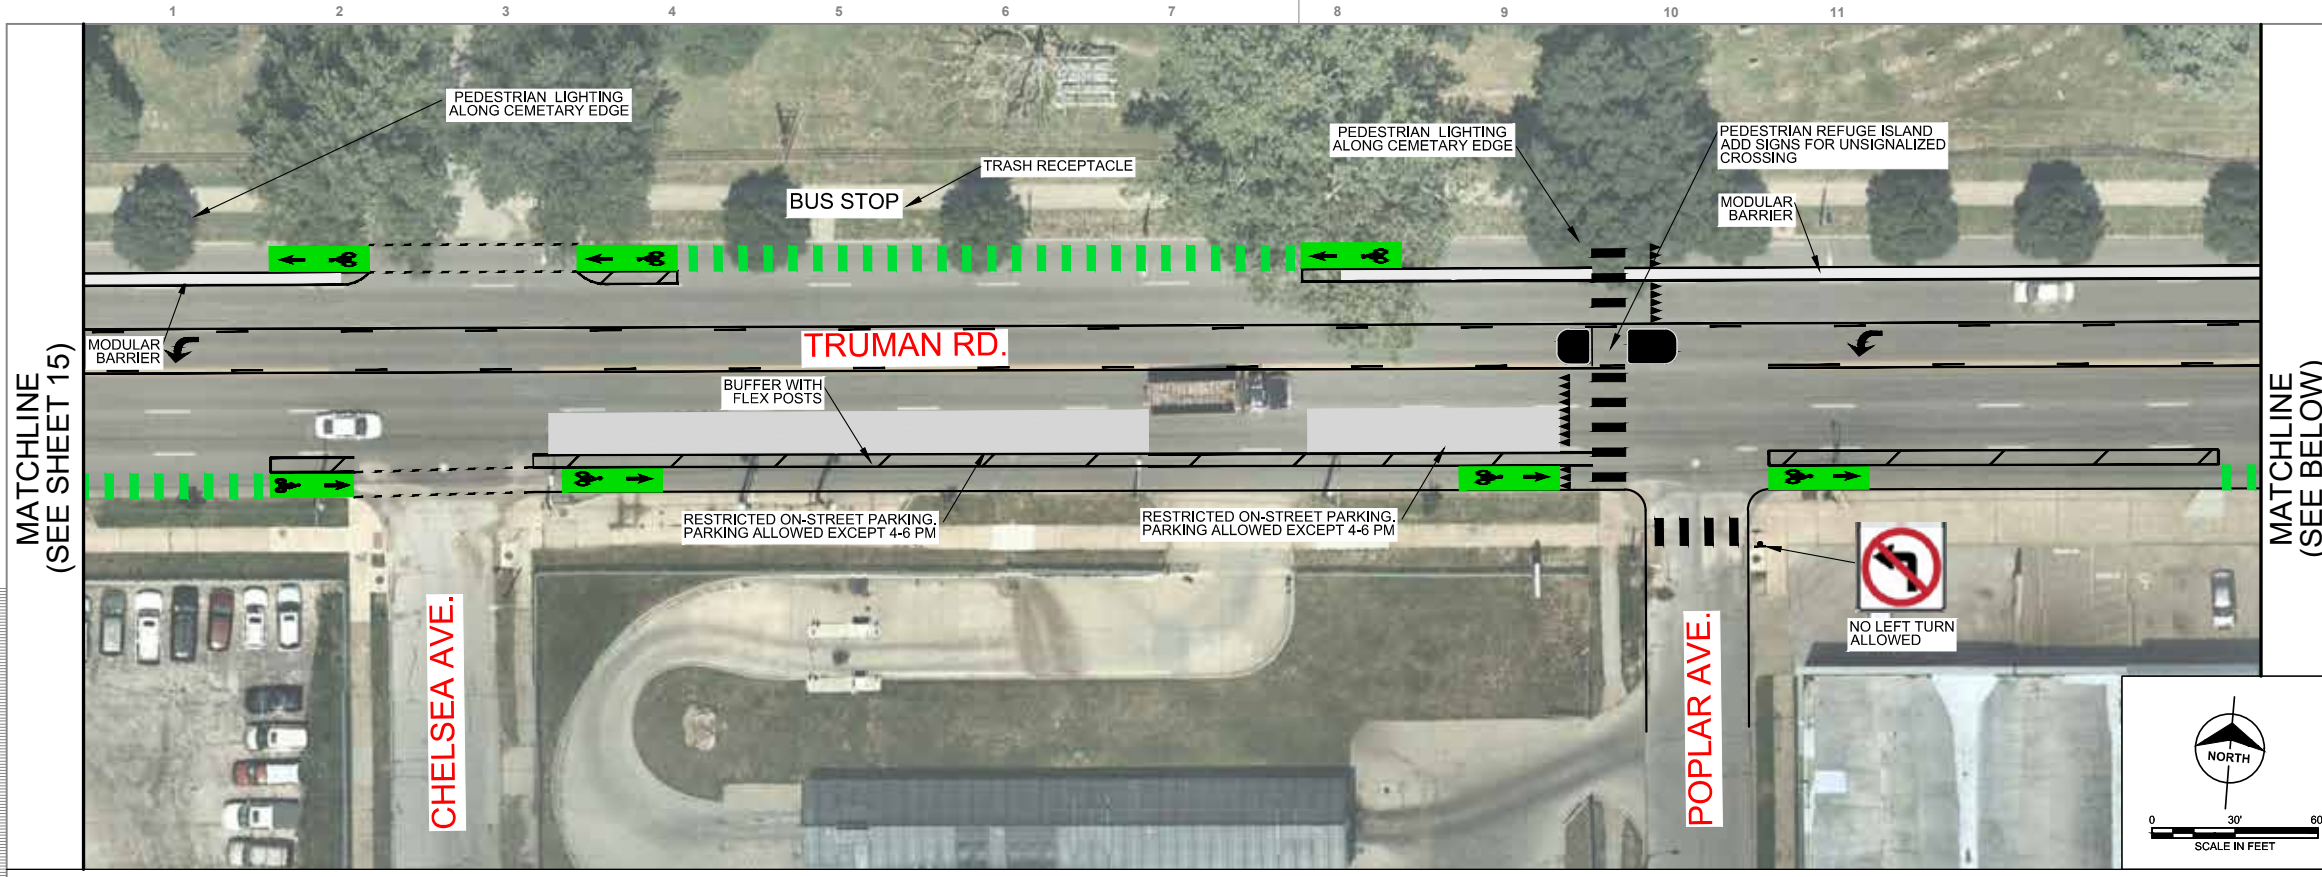 1 2 3 4 5 6 7 8 9 10 11
PEDESTRIAN LIGHTING
ALONG CEMETARY EDGE
TRASH RECEPTACLE
BUS STOP
PEDESTRIAN LIGHTING
ALONG CEMETARY EDGE
PEDESTRIAN REFUGE ISLAND
ADD SIGNS FOR UNSIGNALIZED
CROSSING
MODULAR
BARRIER
MODULAR
BARRIER
TRUMAN RD.
BUFFER WITH
FLEX POSTS
MATCHLINE
(SEE SHEET 15)
MATCHLINE
(SEE BELOW)
RESTRICTED ON-STREET PARKING.
PARKING ALLOWED EXCEPT 4-6 PM
RESTRICTED ON-STREET PARKING.
PARKING ALLOWED EXCEPT 4-6 PM
CHELSEA AVE.
POPLAR AVE.
NO LEFT TURN
ALLOWED
NORTH
0 30' 60
SCALE IN FEET